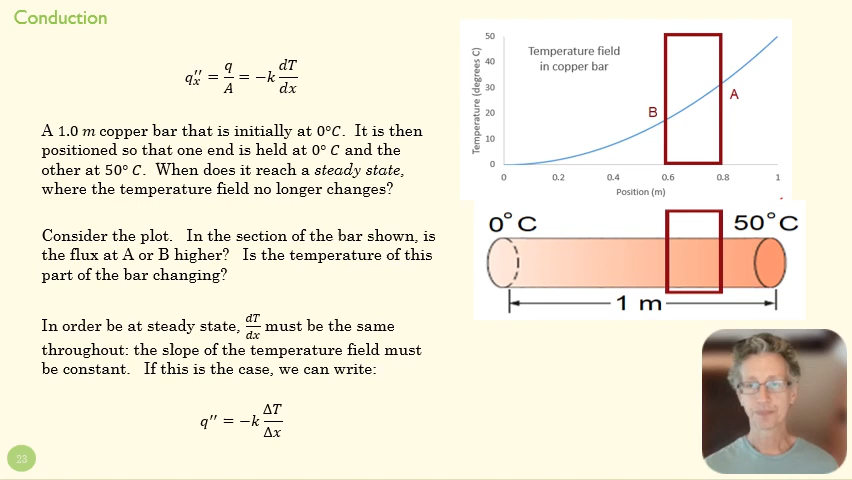 Conduction
q″ₓ = q/A = −k dT/dx
A 1.0 m copper bar that is initially at 0°C. It is then
positioned so that one end is held at 0° C and the
other at 50° C. When does it reach a steady state,
where the temperature field no longer changes?
Consider the plot. In the section of the bar shown, is
the flux at A or B higher? Is the temperature of this
part of the bar changing?
In order be at steady state, dT/dx must be the same
throughout: the slope of the temperature field must
be constant. If this is the case, we can write:
q″ = −k ΔT/Δx
23
Temperature field
in copper bar
Temperature (degrees C)
50
40
30
20
10
0
B
A
0 0.2 0.4 0.6 0.8 1
Position (m)
0°C 50°C
1 m